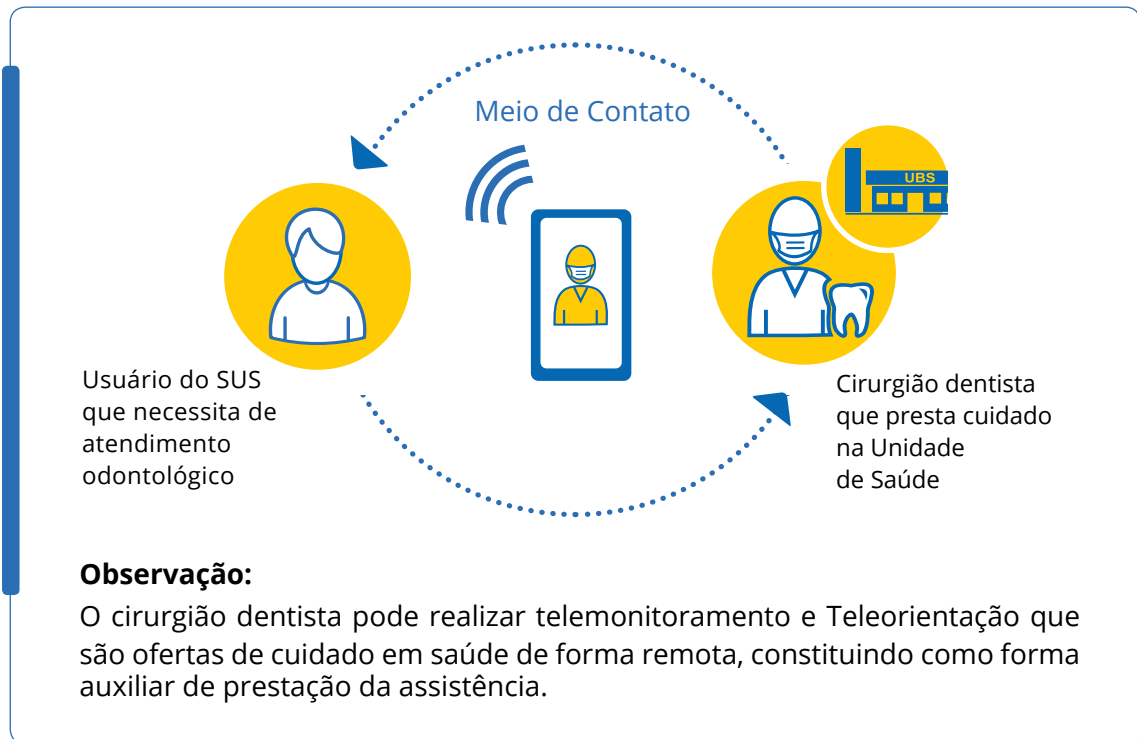 Meio de Contato
UBS
Usuário do SUS
que necessita de
atendimento
odontológico
Cirurgião dentista
que presta cuidado
na Unidade
de Saúde
Observação:
O cirurgião dentista pode realizar telemonitoramento e Teleorientação que
são ofertas de cuidado em saúde de forma remota, constituindo como forma
auxiliar de prestação da assistência.